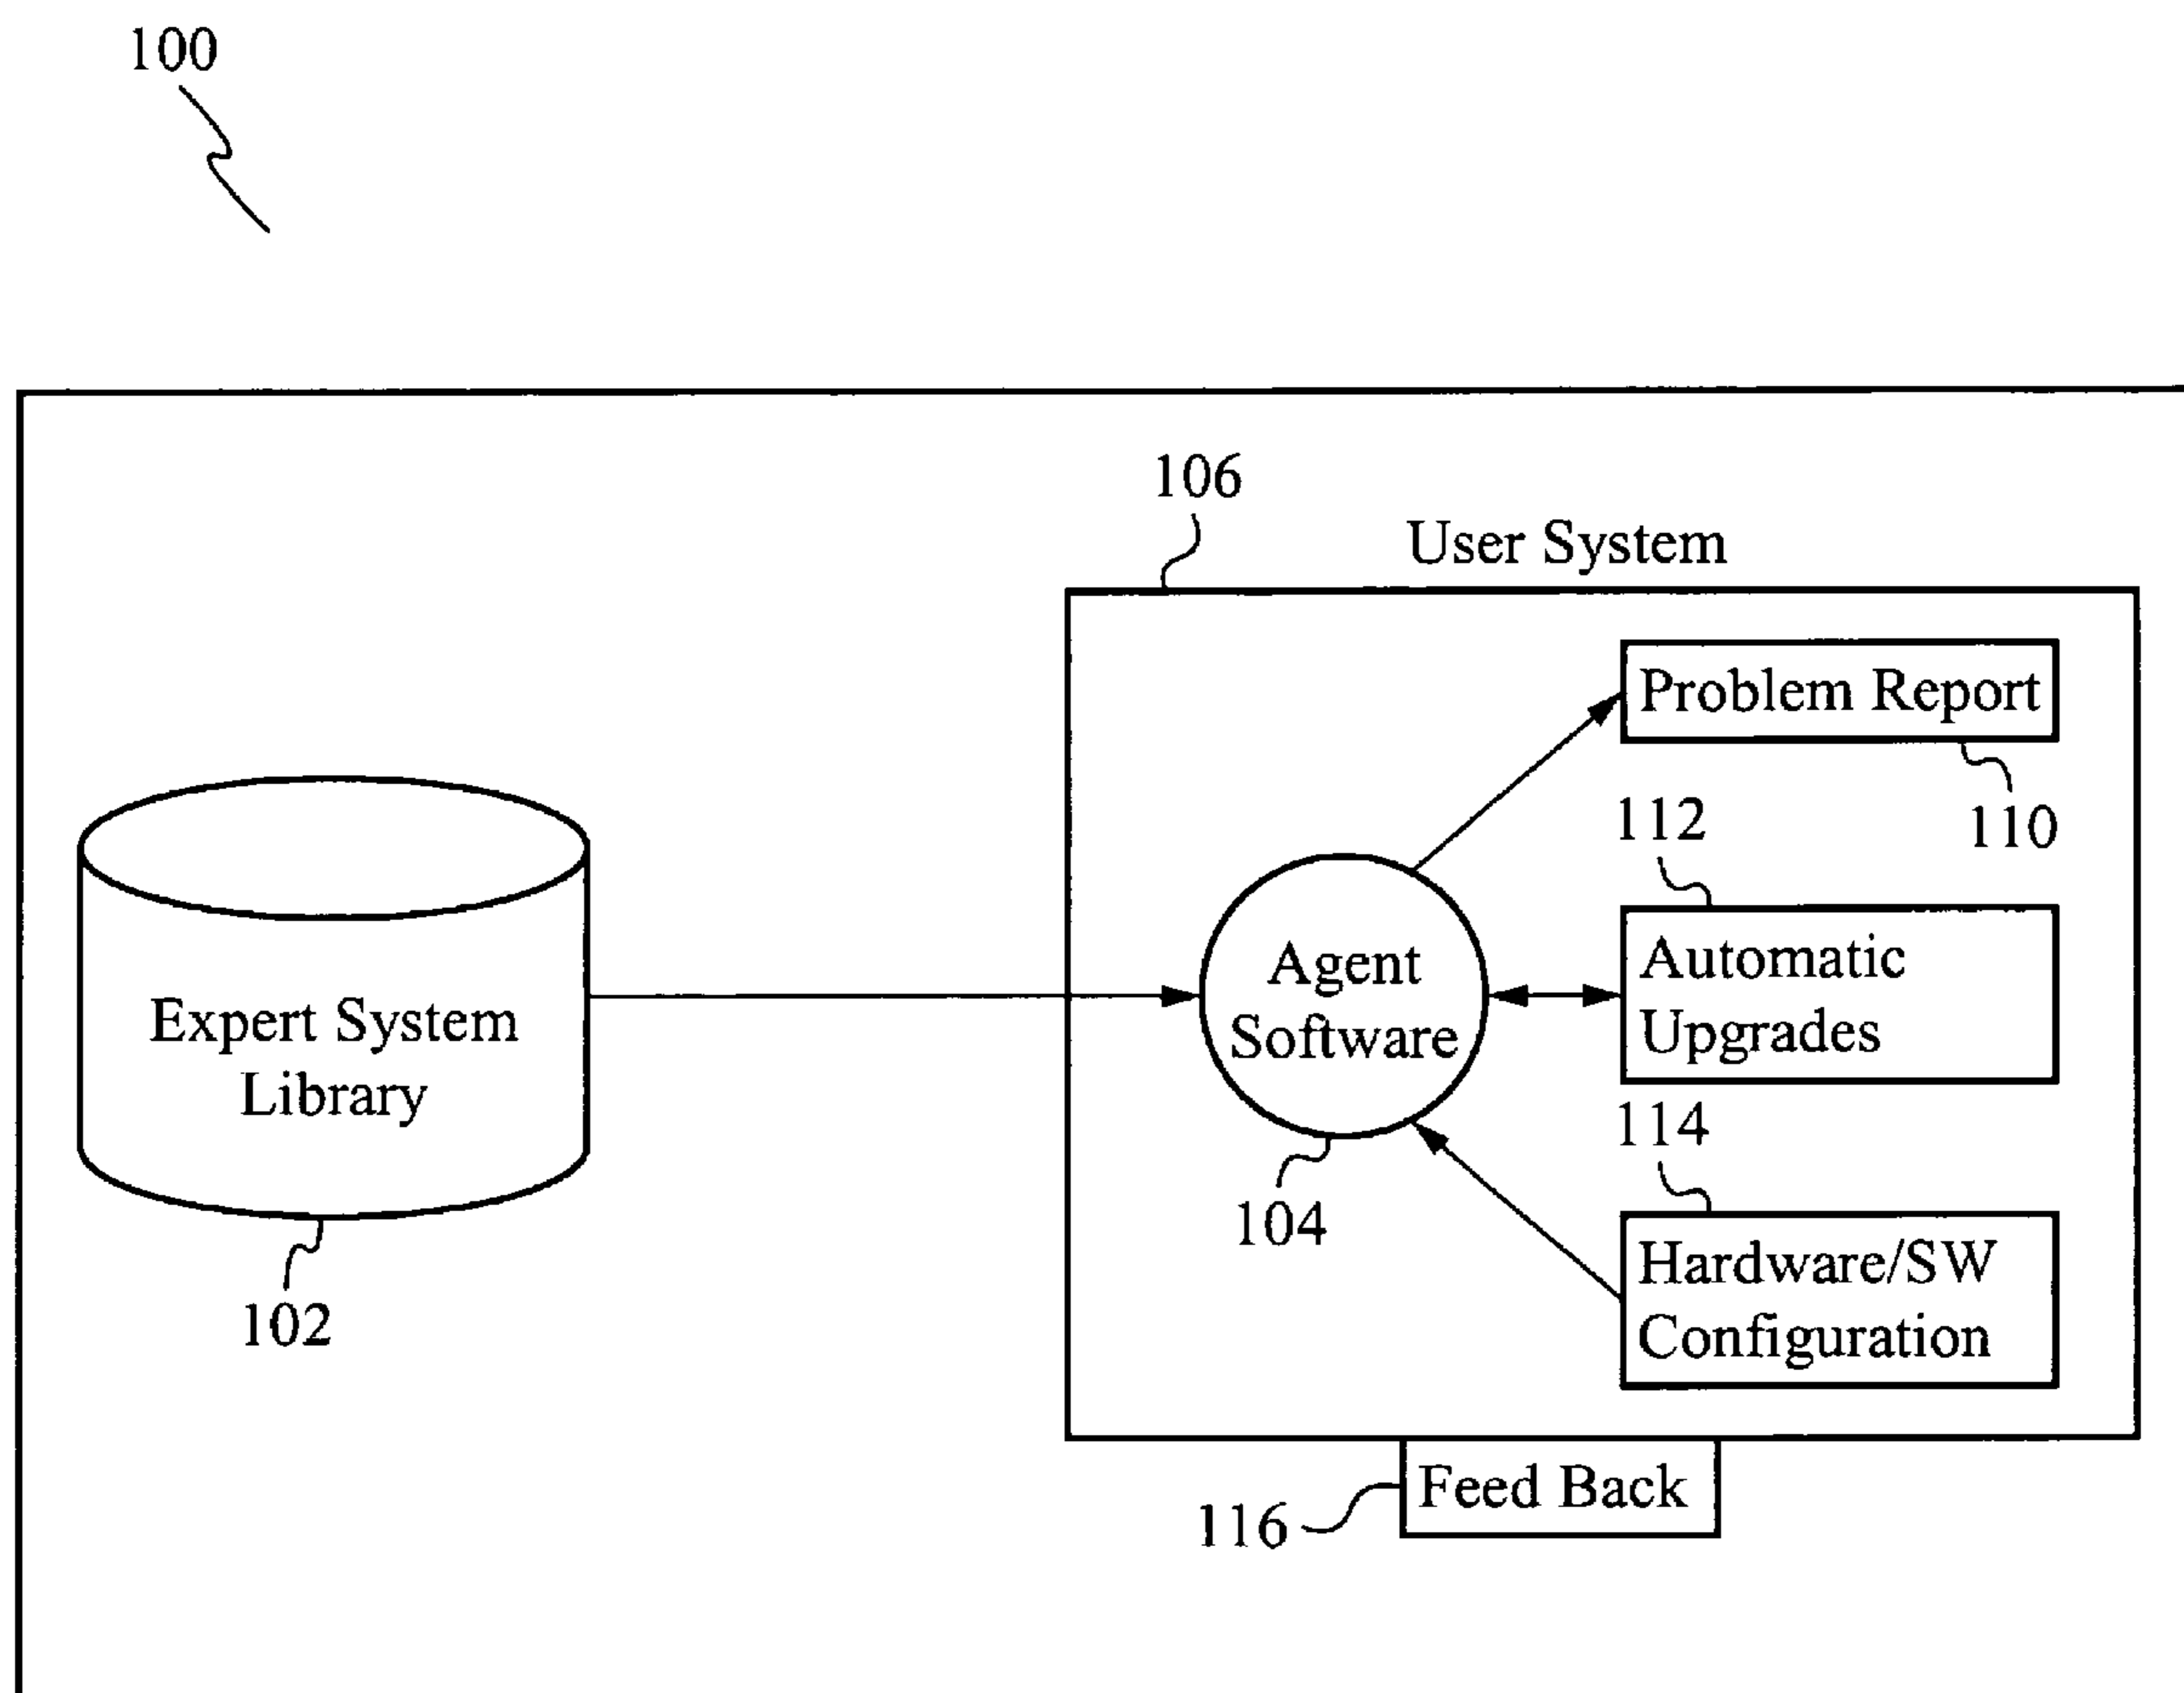 100
106
User System
Problem Report
110
112
Automatic
Upgrades
Agent
Software
Expert System
Library
104
114
Hardware/SW
Configuration
102
Feed Back
116